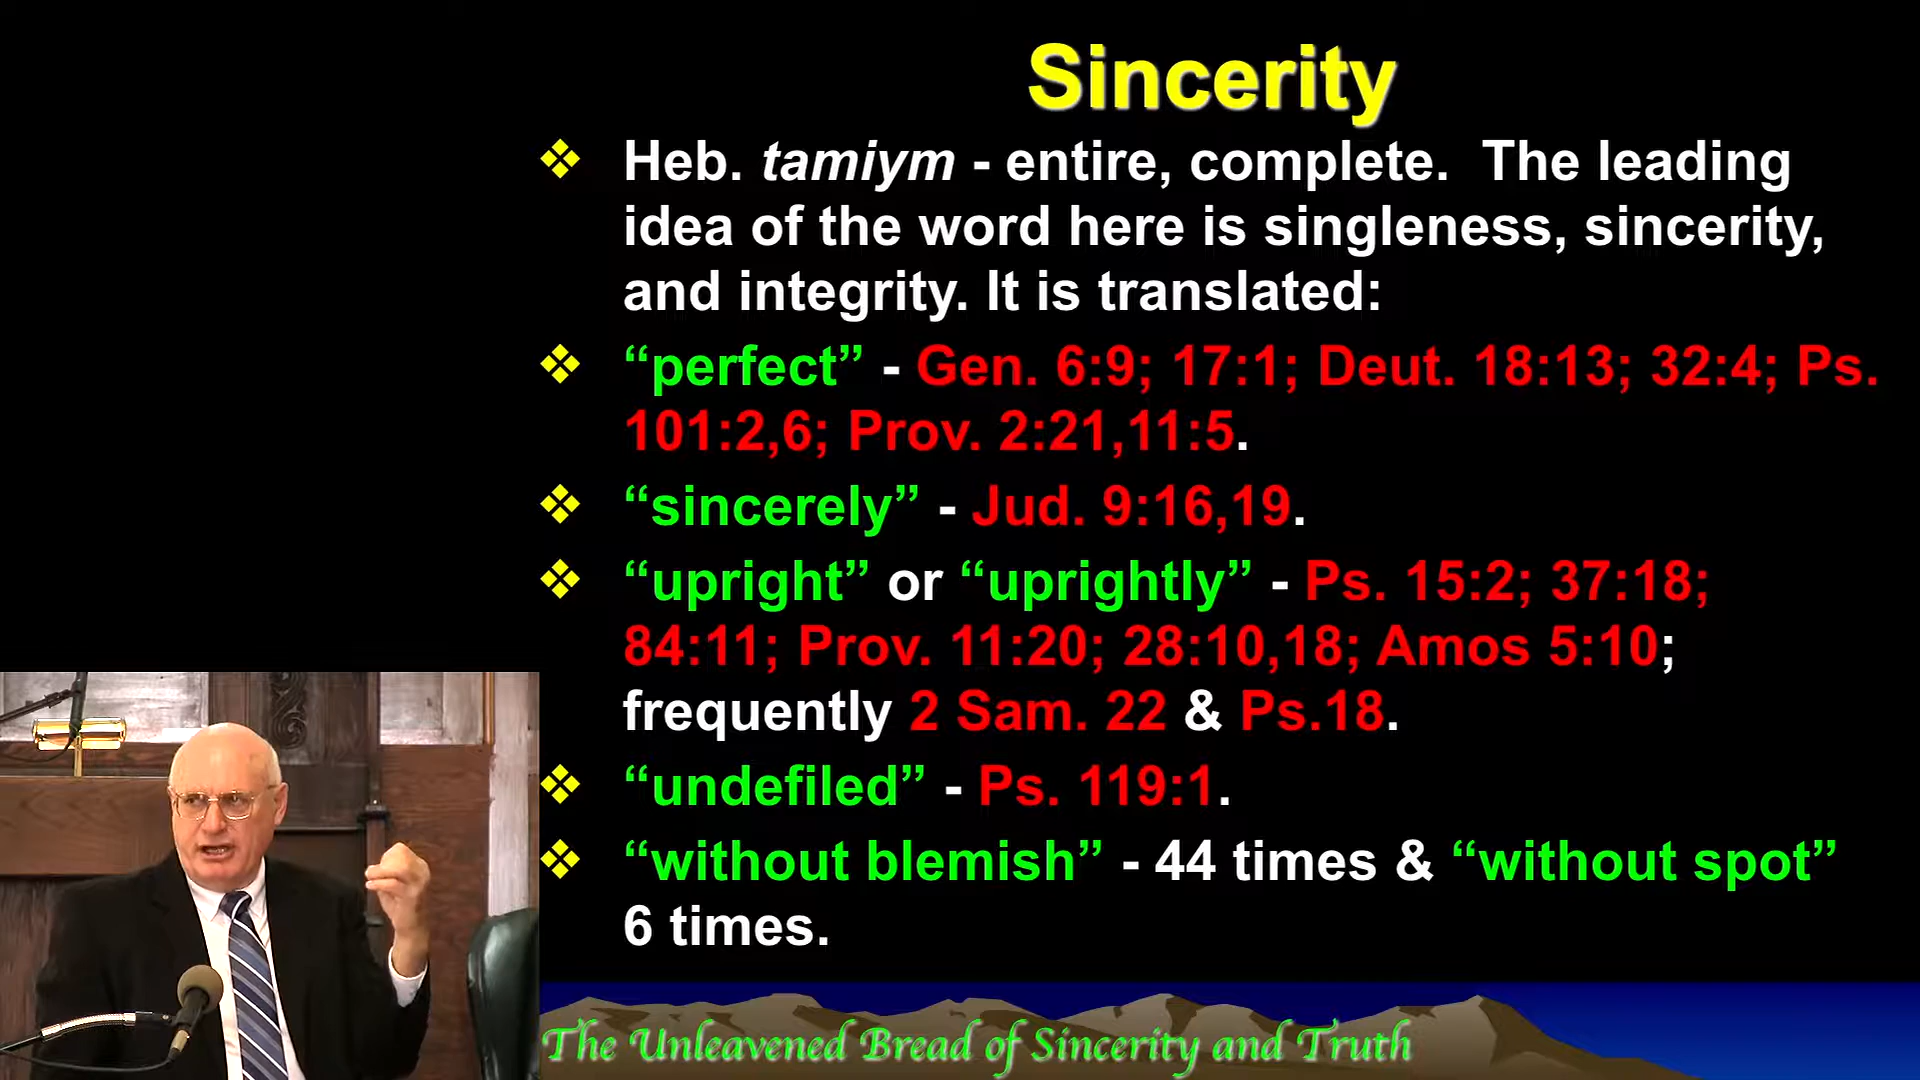 Sincerity
❖ Heb. tamiym - entire, complete.  The leading
idea of the word here is singleness, sincerity,
and integrity. It is translated:
❖ “perfect” - Gen. 6:9; 17:1; Deut. 18:13; 32:4; Ps.
101:2,6; Prov. 2:21,11:5.
❖ “sincerely” - Jud. 9:16,19.
❖ “upright” or “uprightly” - Ps. 15:2; 37:18;
84:11; Prov. 11:20; 28:10,18; Amos 5:10;
frequently 2 Sam. 22 & Ps.18.
❖ “undefiled” - Ps. 119:1.
❖ “without blemish” - 44 times & “without spot”
6 times.
The Unleavened Bread of Sincerity and Truth